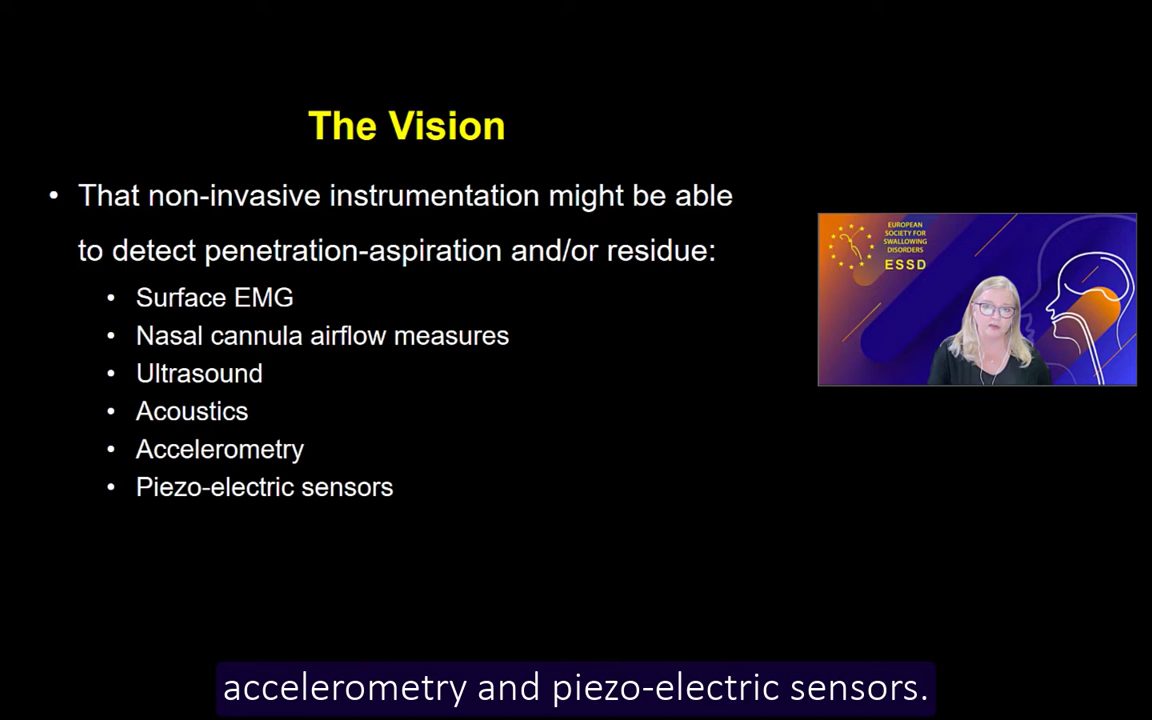 The Vision
• That non-invasive instrumentation might be able
to detect penetration-aspiration and/or residue:
• Surface EMG
• Nasal cannula airflow measures
• Ultrasound
• Acoustics
• Accelerometry
• Piezo-electric sensors
EUROPEAN
SOCIETY FOR
SWALLOWING
DISORDERS
ESSD
accelerometry and piezo-electric sensors.